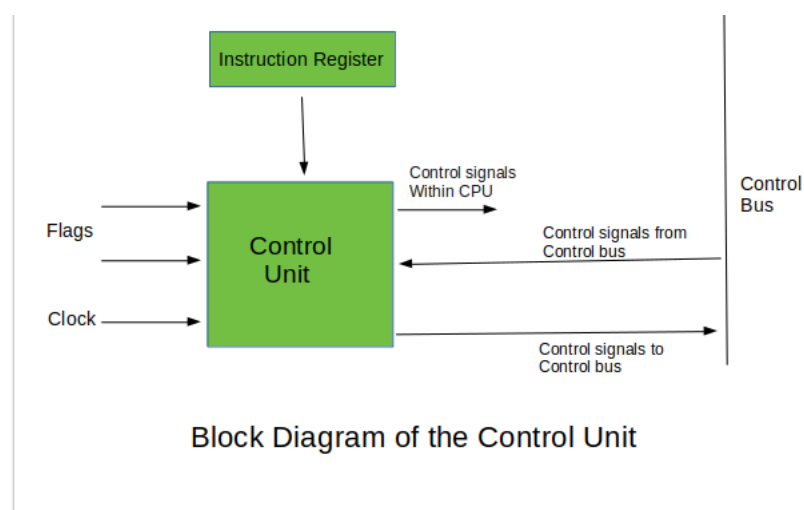 Instruction Register
Control signals
Within CPU
Control
Bus
Flags
Control
Unit
Control signals from
Control bus
Clock
Control signals to
Control bus
Block Diagram of the Control Unit